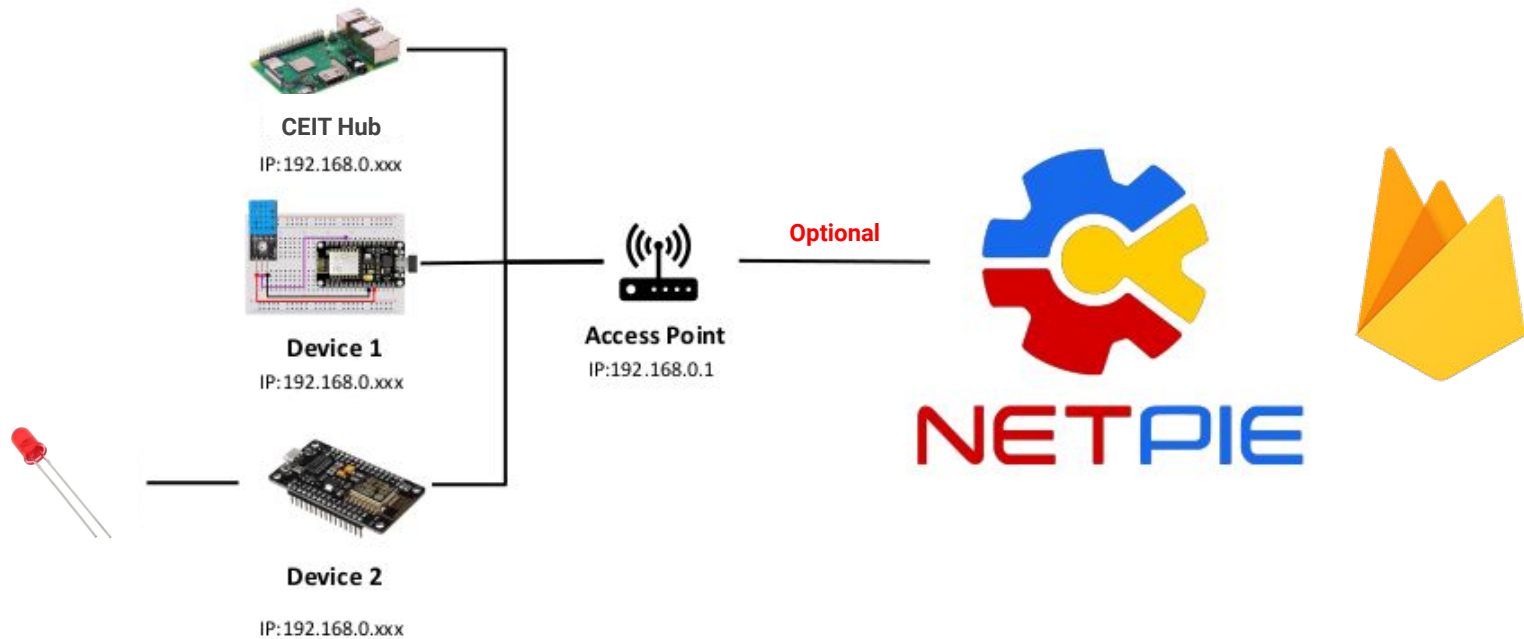 CEIT Hub
IP:192.168.0.xxx
Device 1
IP:192.168.0.xxx
Device 2
IP:192.168.0.xxx
Access Point
IP:192.168.0.1
Optional
NETPIE